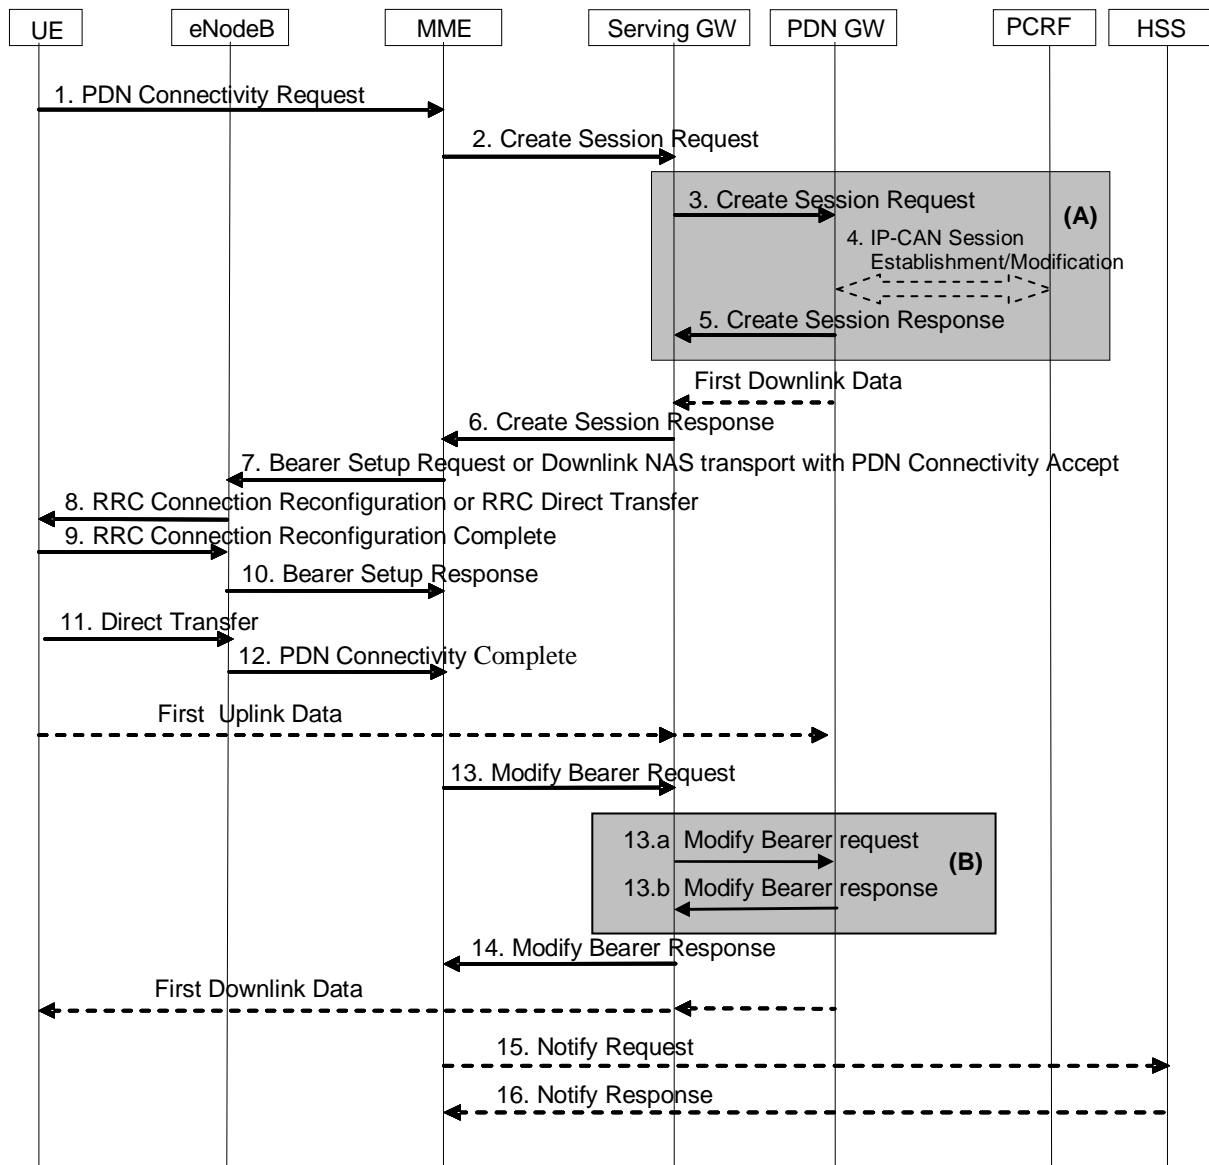 UE
eNodeB
MME
Serving GW
PDN GW
PCRF
HSS
1. PDN Connectivity Request
2. Create Session Request
3. Create Session Request
(A)
4. IP-CAN Session
Establishment/Modification
5. Create Session Response
First Downlink Data
6. Create Session Response
7. Bearer Setup Request or Downlink NAS transport with PDN Connectivity Accept
8. RRC Connection Reconfiguration or RRC Direct Transfer
9. RRC Connection Reconfiguration Complete
10. Bearer Setup Response
11. Direct Transfer
12. PDN Connectivity Complete
First Uplink Data
13. Modify Bearer Request
13.a Modify Bearer request
(B)
13.b Modify Bearer response
14. Modify Bearer Response
First Downlink Data
15. Notify Request
16. Notify Response